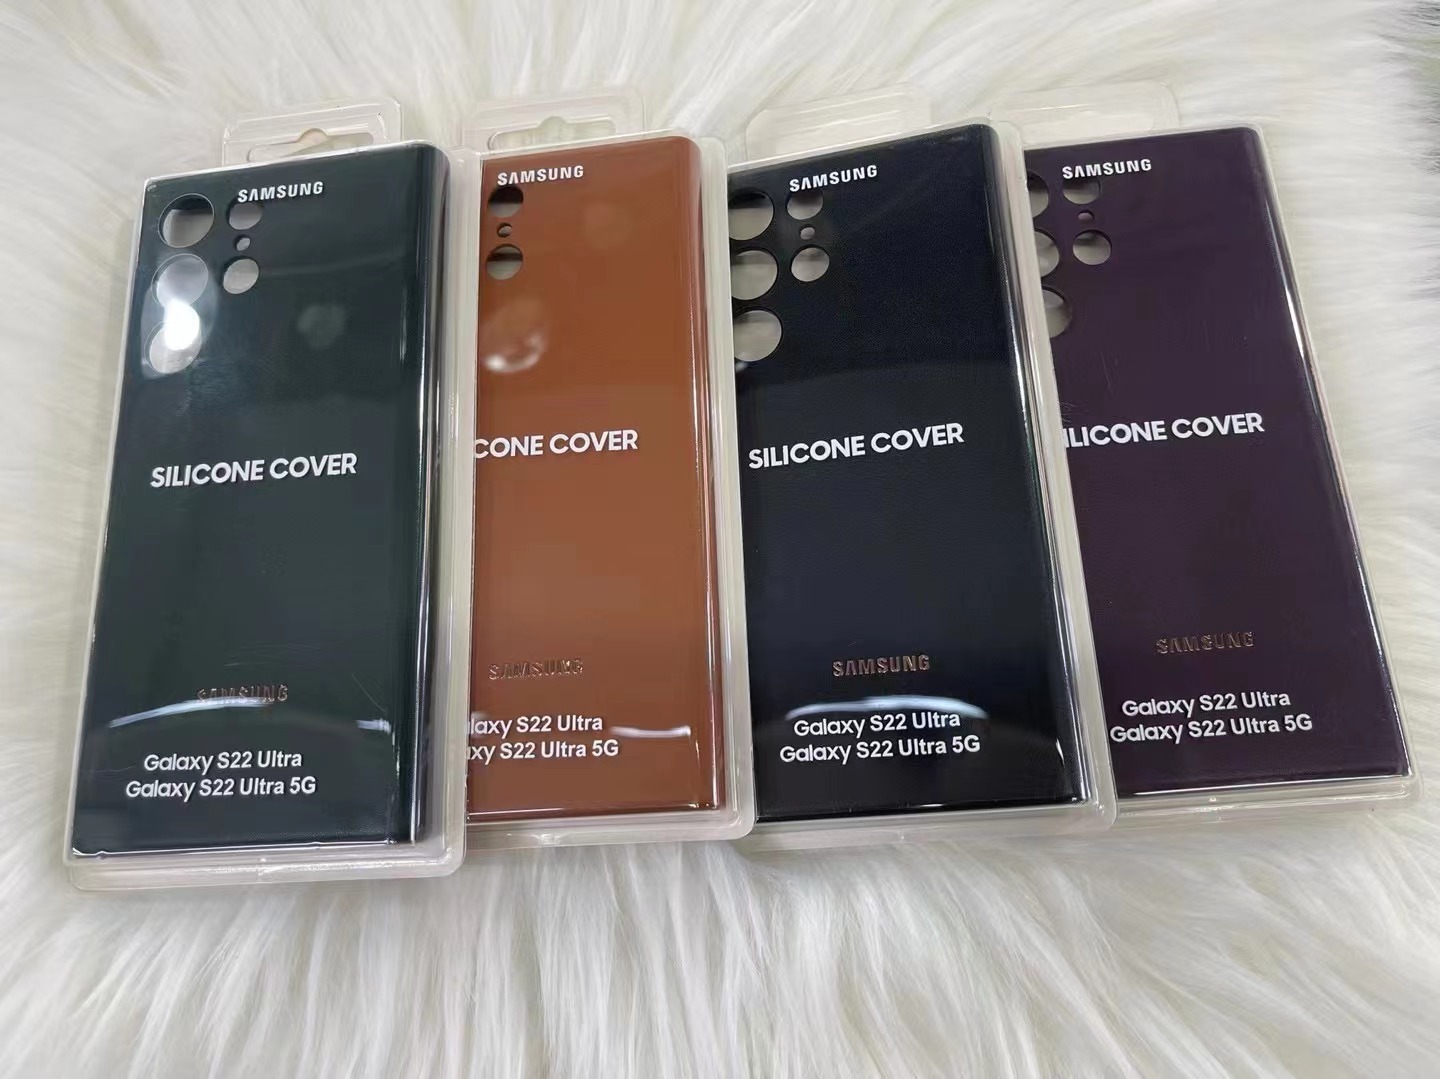 SAMSUNG
SILICONE COVER
SAMSUNG
Galaxy S22 Ultra
Galaxy S22 Ultra 5G
SAMSUNG
CONE COVER
SAMSUNG
laxy S22 Ultra
xy S22 Ultra 5G
SAMSUNG
SILICONE COVER
SAMSUNG
Galaxy S22 Ultra
Galaxy S22 Ultra 5G
SAMSUNG
ILICONE COVER
SAMSUNG
Galaxy S22 Ultra
Galaxy S22 Ultra 5G